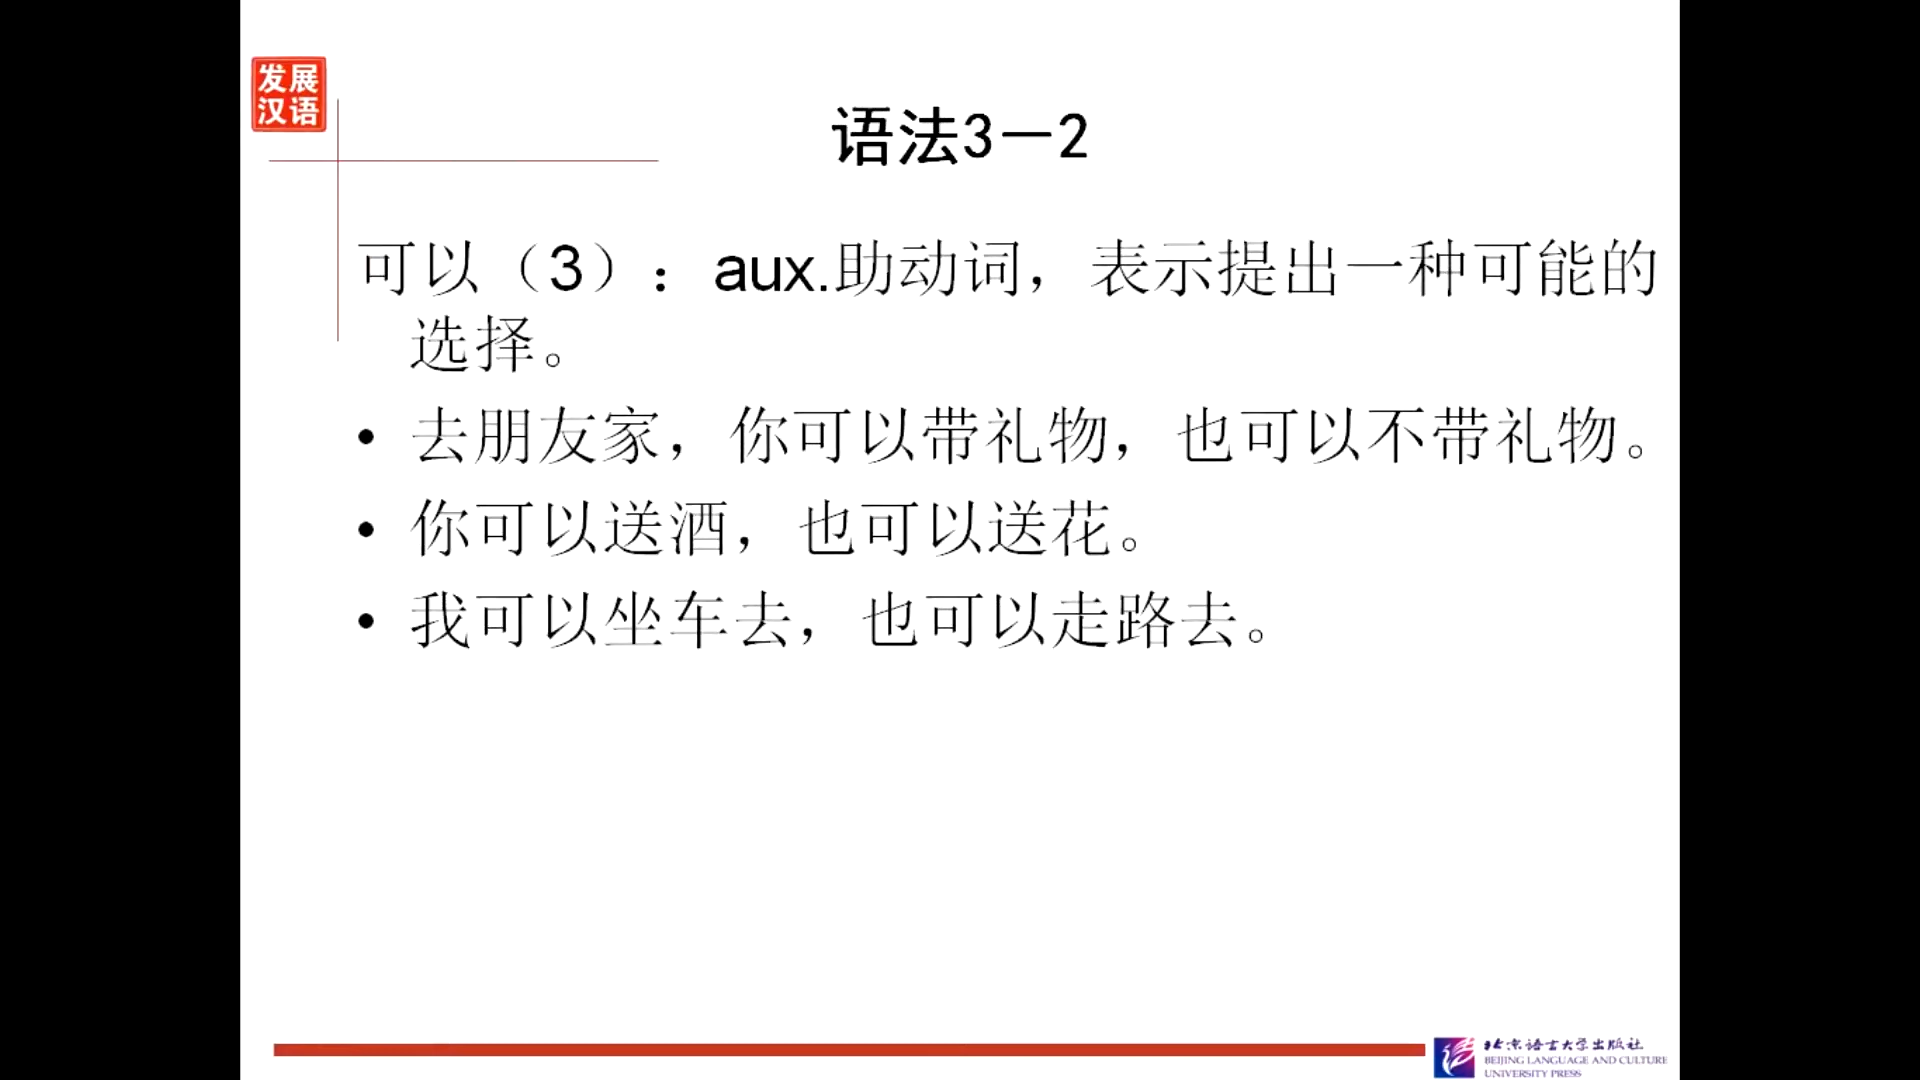 发展
汉语
语法3－2
可以（3）：aux.助动词，表示提出一种可能的
选择。
• 去朋友家，你可以带礼物，也可以不带礼物。
• 你可以送酒，也可以送花。
• 我可以坐车去，也可以走路去。
北京语言大学出版社
BEIJING LANGUAGE AND CULTURE
UNIVERSITY PRESS